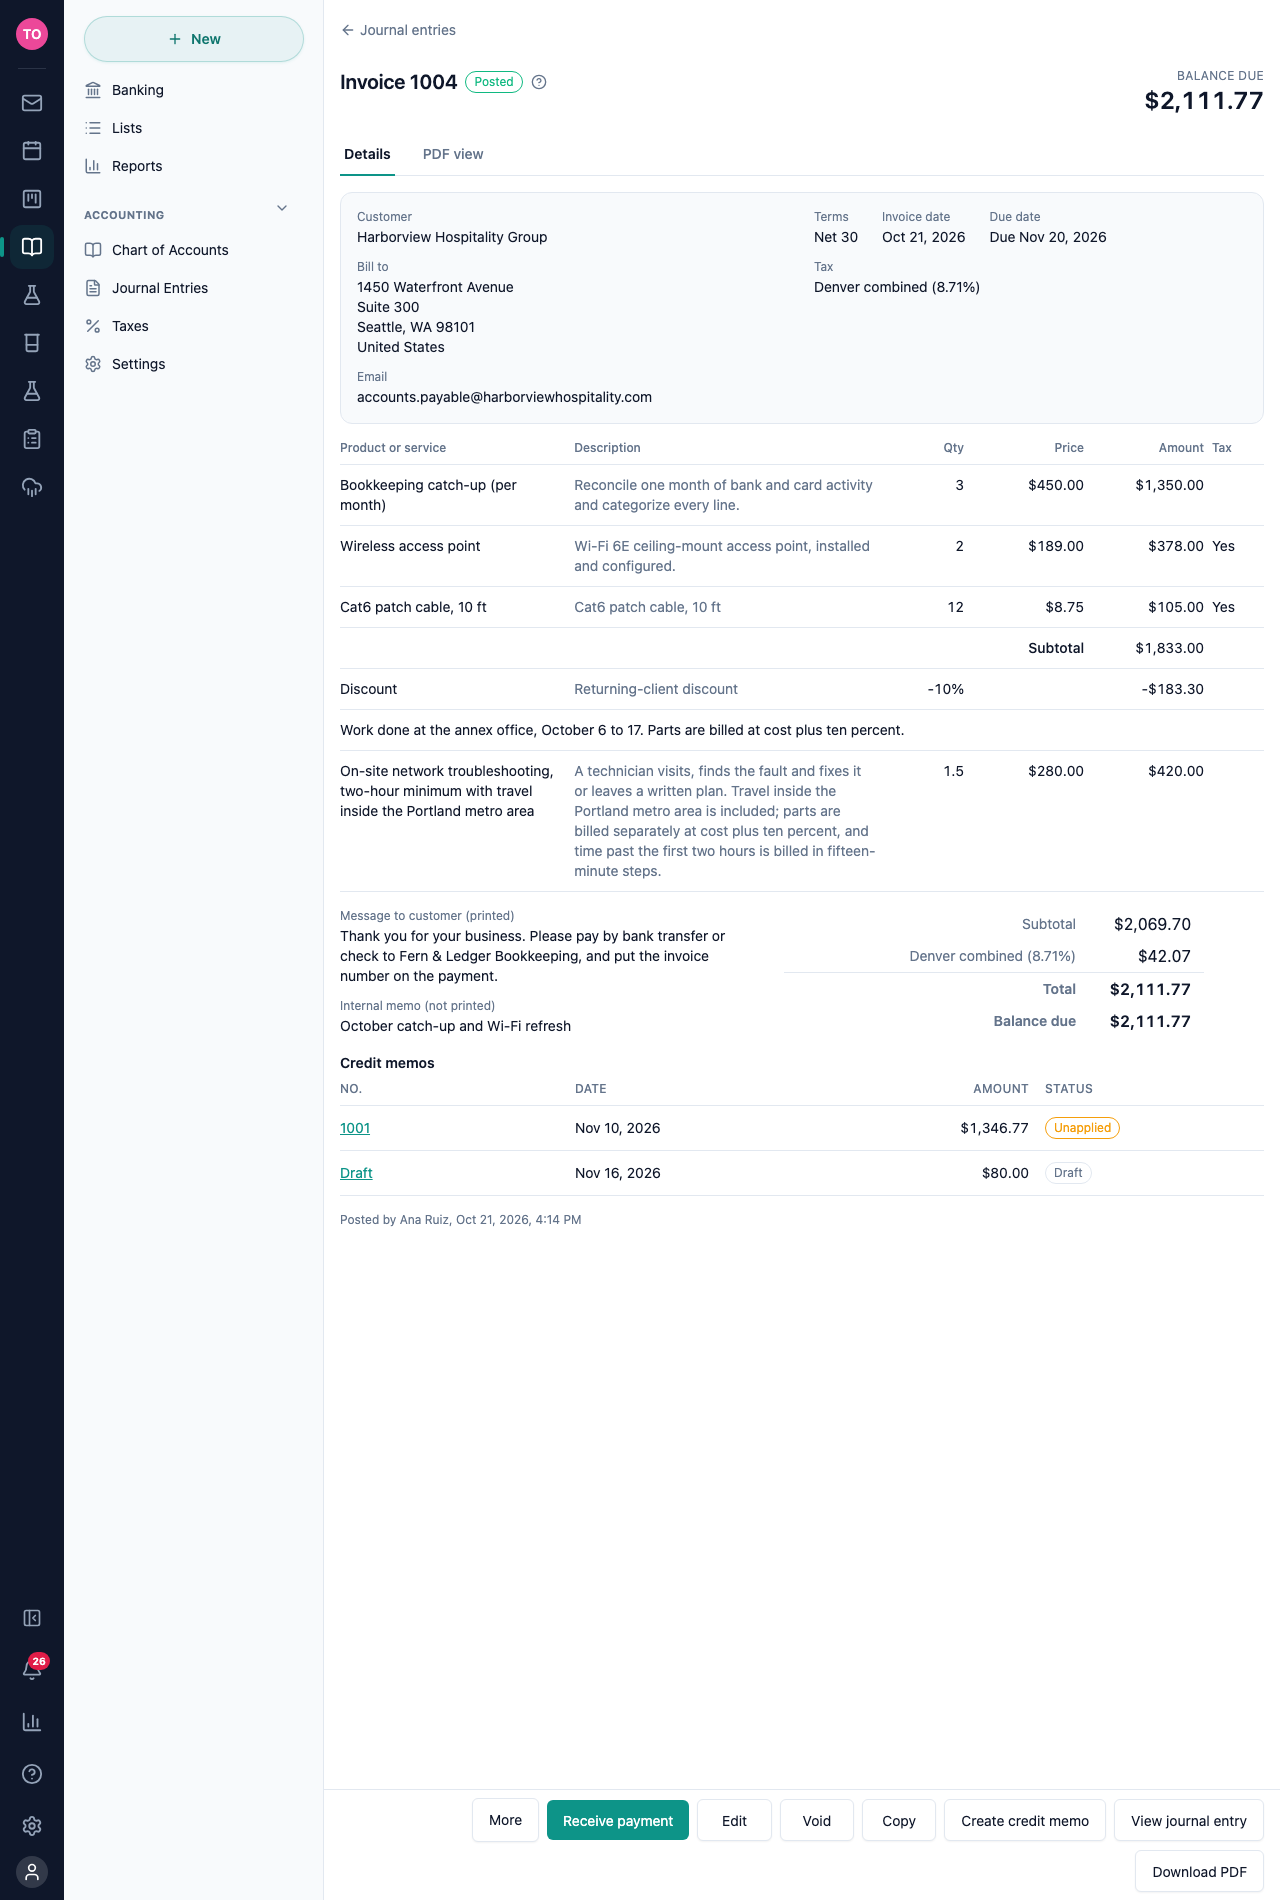 TO
New
Banking
Lists
Reports
ACCOUNTING
Chart of Accounts
Journal Entries
Taxes
Settings
26
Journal entries
Invoice 1004 Posted
BALANCE DUE
$2,111.77
Details PDF view
Customer
Harborview Hospitality Group
Bill to
1450 Waterfront Avenue
Suite 300
Seattle, WA 98101
United States
Email
accounts.payable@harborviewhospitality.com
Terms Invoice date Due date
Net 30 Oct 21, 2026 Due Nov 20, 2026
Tax
Denver combined (8.71%)
Product or service Description Qty Price Amount Tax
Bookkeeping catch-up (per Reconcile one month of bank and card activity 3 $450.00 $1,350.00
month) and categorize every line.
Wireless access point Wi-Fi 6E ceiling-mount access point, installed 2 $189.00 $378.00 Yes
and configured.
Cat6 patch cable, 10 ft Cat6 patch cable, 10 ft 12 $8.75 $105.00 Yes
Subtotal $1,833.00
Discount Returning-client discount -10% -$183.30
Work done at the annex office, October 6 to 17. Parts are billed at cost plus ten percent.
On-site network troubleshooting, A technician visits, finds the fault and fixes it 1.5 $280.00 $420.00
two-hour minimum with travel or leaves a written plan. Travel inside the
inside the Portland metro area Portland metro area is included; parts are
billed separately at cost plus ten percent, and
time past the first two hours is billed in fifteen-
minute steps.
Message to customer (printed)
Thank you for your business. Please pay by bank transfer or
check to Fern & Ledger Bookkeeping, and put the invoice
number on the payment.
Internal memo (not printed)
October catch-up and Wi-Fi refresh
Subtotal $2,069.70
Denver combined (8.71%) $42.07
Total $2,111.77
Balance due $2,111.77
Credit memos
NO. DATE AMOUNT STATUS
1001 Nov 10, 2026 $1,346.77 Unapplied
Draft Nov 16, 2026 $80.00 Draft
Posted by Ana Ruiz, Oct 21, 2026, 4:14 PM
More Receive payment Edit Void Copy Create credit memo View journal entry
Download PDF